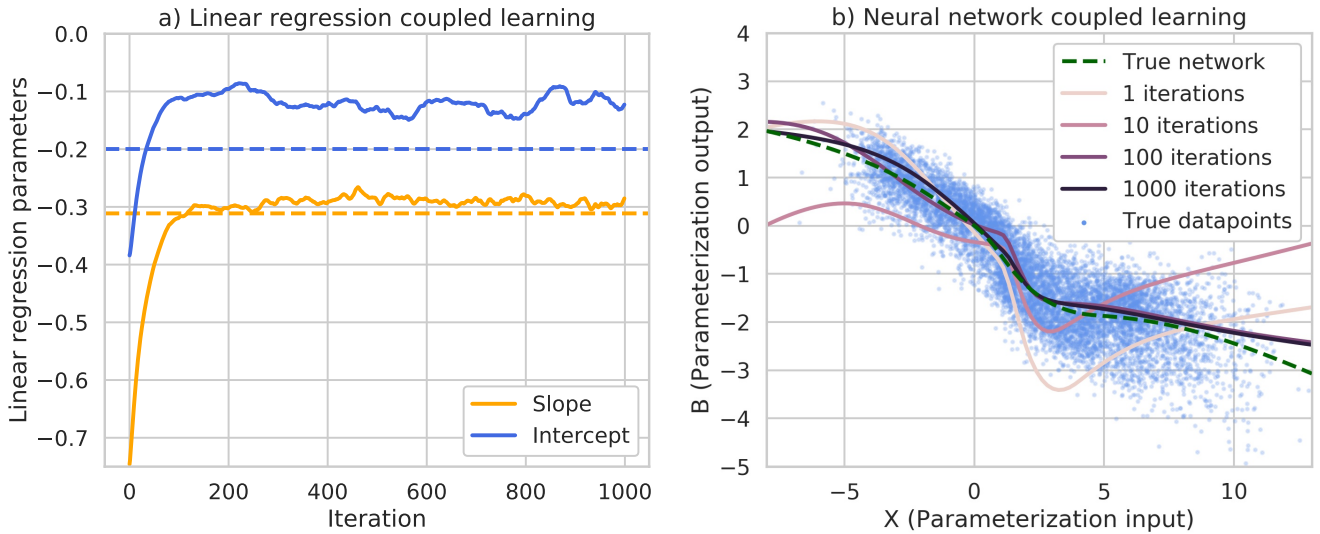 a) Linear regression coupled learning
Linear regression parameters
0.0
−0.1
−0.2
−0.3
−0.4
−0.5
−0.6
−0.7
Slope
Intercept
0 200 400 600 800 1000
Iteration
b) Neural network coupled learning
B (Parameterization output)
4
3
2
1
0
−1
−2
−3
−4
−5
True network
1 iterations
10 iterations
100 iterations
1000 iterations
True datapoints
−5 0 5 10
X (Parameterization input)